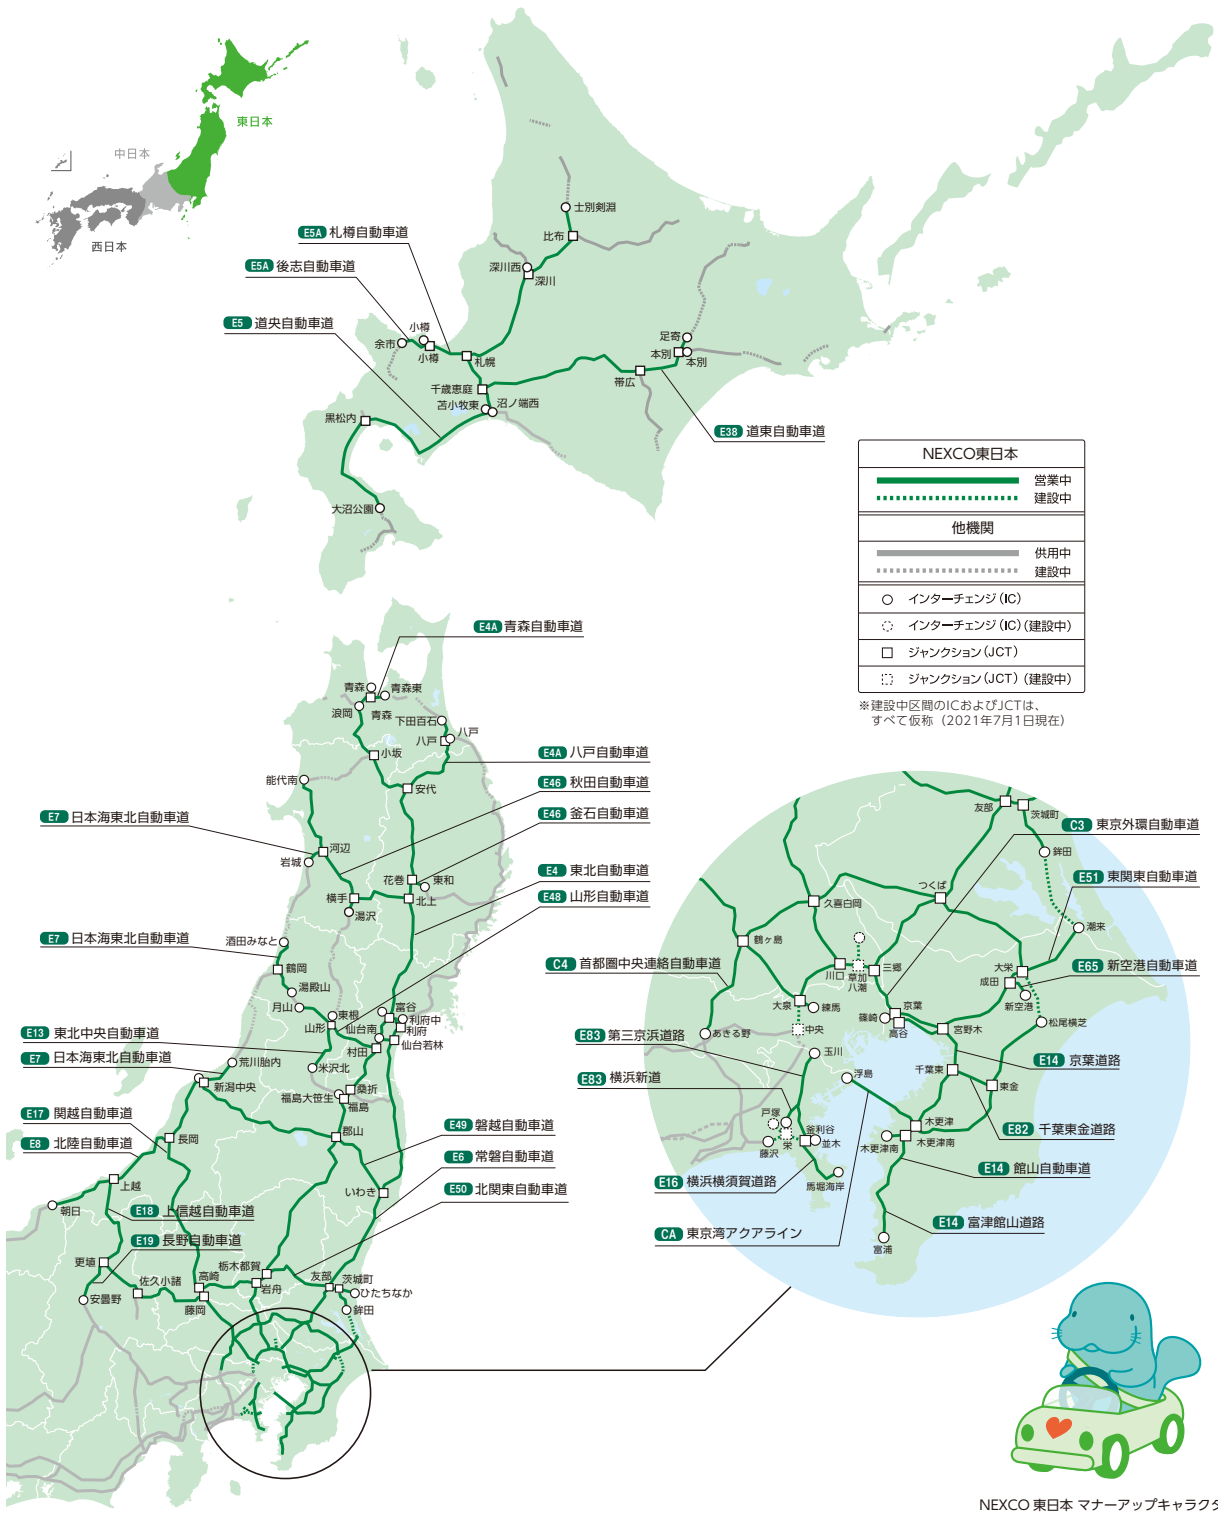 東日本
中日本
西日本
士別剣淵
比布
深川西
深川
E5A 札樽自動車道
E5A 後志自動車道
E5 道央自動車道
小樽
余市
小樽
札幌
足寄
本別
本別
帯広
千歳恵庭
苫小牧東
沼ノ端西
黒松内
大沼公園
E38 道東自動車道
NEXCO東日本
営業中
建設中
他機関
供用中
建設中
インターチェンジ(IC)
インターチェンジ(IC)(建設中)
ジャンクション(JCT)
ジャンクション(JCT)(建設中)
※建設中区間のICおよびJCTは、
すべて仮称(2021年7月1日現在)
E4A 青森自動車道
青森
青森東
浪岡
青森
下田百石
八戸
八戸
小坂
E4A 八戸自動車道
能代南
安代
E46 秋田自動車道
E46 釜石自動車道
E7 日本海東北自動車道
河辺
岩城
花巻
東和
E4 東北自動車道
横手
北上
E48 山形自動車道
湯沢
E7 日本海東北自動車道
酒田みなと
鶴岡
湯殿山
月山
東根
富谷
利府中
山形
仙台南
利府
E13 東北中央自動車道
仙台若林
村田
E7 日本海東北自動車道
荒川胎内
米沢北
新潟中央
桑折
福島大笹生
福島
E17 関越自動車道
長岡
郡山
E49 磐越自動車道
E8 北陸自動車道
E6 常磐自動車道
上越
いわき
E50 北関東自動車道
朝日
E18 上信越自動車道
E19 長野自動車道
更埴
栃木都賀
佐久小諸
高崎
岩舟
友部
茨城町
ひたちなか
安曇野
藤岡
鉾田
友部
茨城町
C3 東京外環自動車道
鉾田
つくば
E51 東関東自動車道
久喜白岡
潮来
鶴ヶ島
C4 首都圏中央連絡自動車道
川口
草加
八潮
三郷
大栄
成田
E65 新空港自動車道
新空港
大泉
練馬
京葉
篠崎
高谷
松尾横芝
あきる野
中央
宮野木
E83 第三京浜道路
玉川
E14 京葉道路
千葉東
E83 横浜新道
浮島
東金
戸塚
釜利谷
木更津
E82 千葉東金道路
栄
並木
木更津南
木更津南
藤沢
E14 館山自動車道
馬堀海岸
E16 横浜横須賀道路
E14 富津館山道路
CA 東京湾アクアライン
富浦
NEXCO 東日本 マナーアップキャラクタ